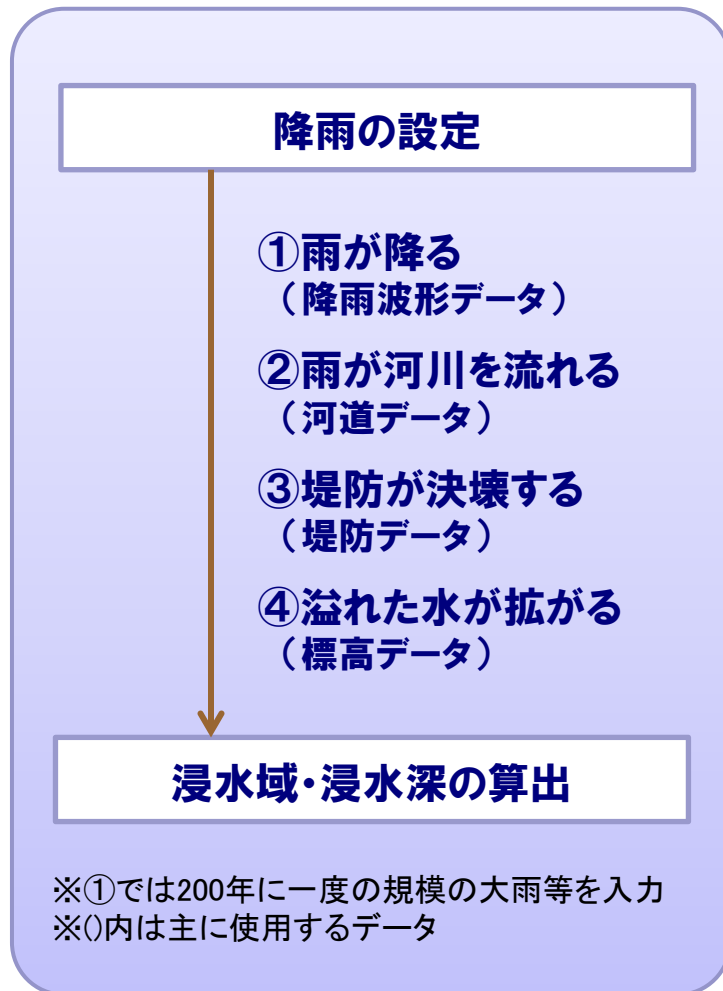 降雨の設定
①雨が降る
（降雨波形データ）
②雨が河川を流れる
（河道データ）
③堤防が決壊する
（堤防データ）
④溢れた水が拡がる
（標高データ）
浸水域・浸水深の算出
※①では200年に一度の規模の大雨等を入力
※()内は主に使用するデータ